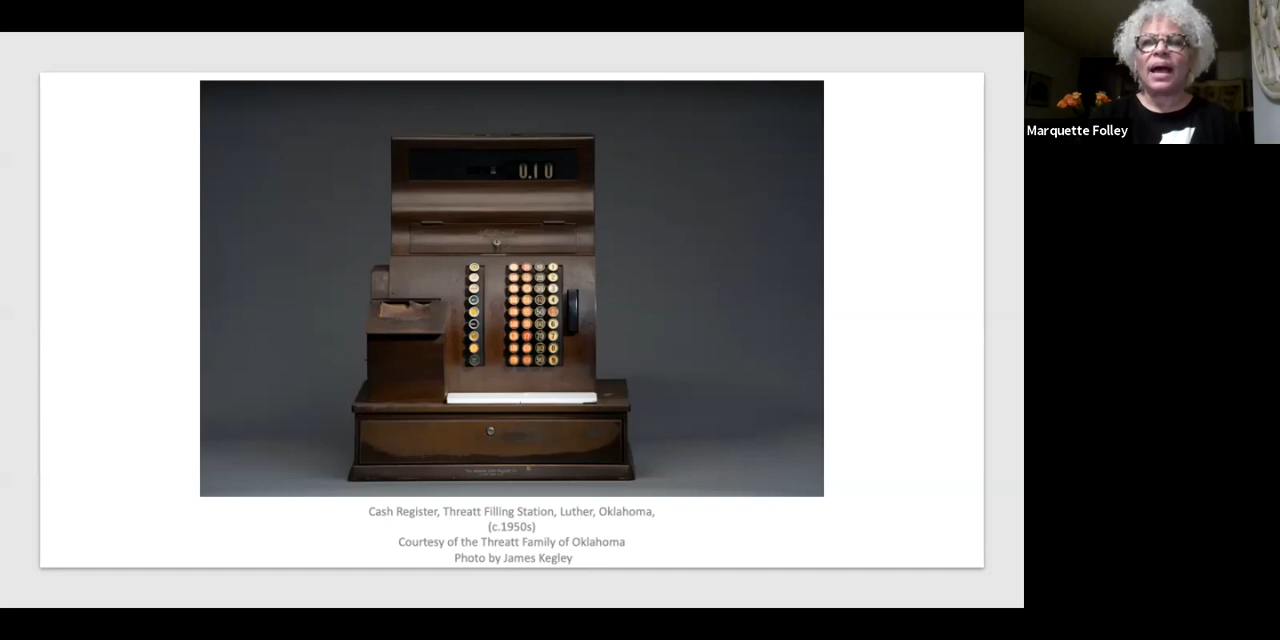 0.10
Cash Register, Threatt Filling Station, Luther, Oklahoma,
(c.1950s)
Courtesy of the Threatt Family of Oklahoma
Photo by James Kegley
Marquette Folley